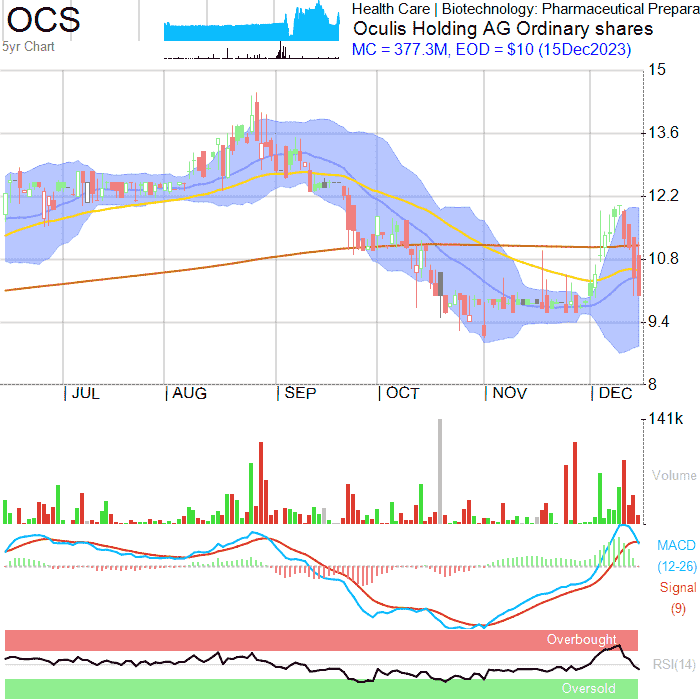 OCS
5yr Chart
Health Care | Biotechnology: Pharmaceutical Prepara
Oculis Holding AG Ordinary shares
MC = 377.3M, EOD = $10 (15Dec2023)
15
13.6
12.2
10.8
9.4
8
JUL
AUG
SEP
OCT
NOV
DEC
141k
Volume
MACD
(12-26)
Signal
(9)
Overbought
RSI(14)
Oversold